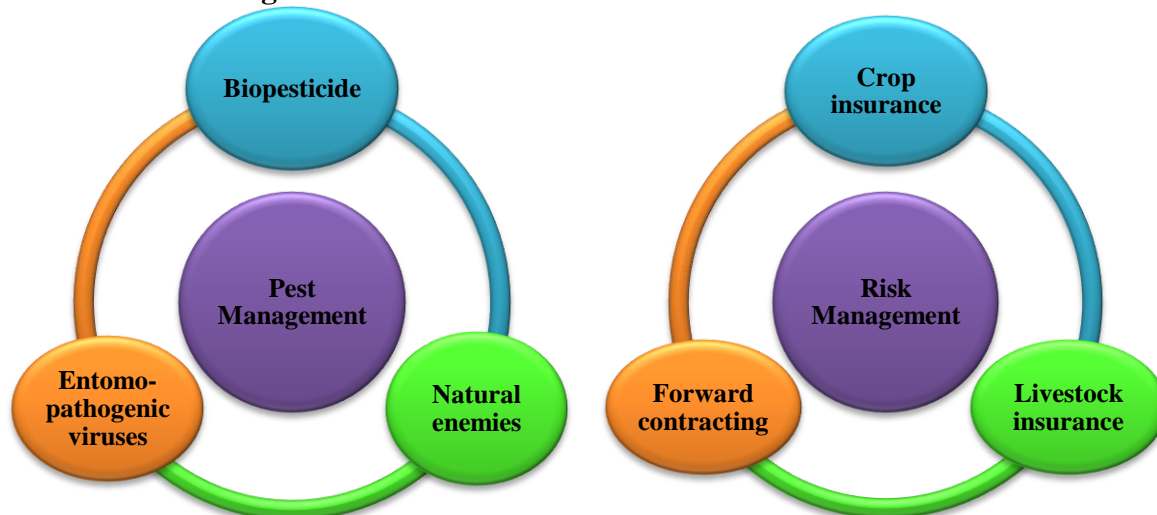 Biopesticide
Pest
Management
Entomo-
pathogenic
viruses
Natural
enemies
Crop
insurance
Risk
Management
Forward
contracting
Livestock
insurance